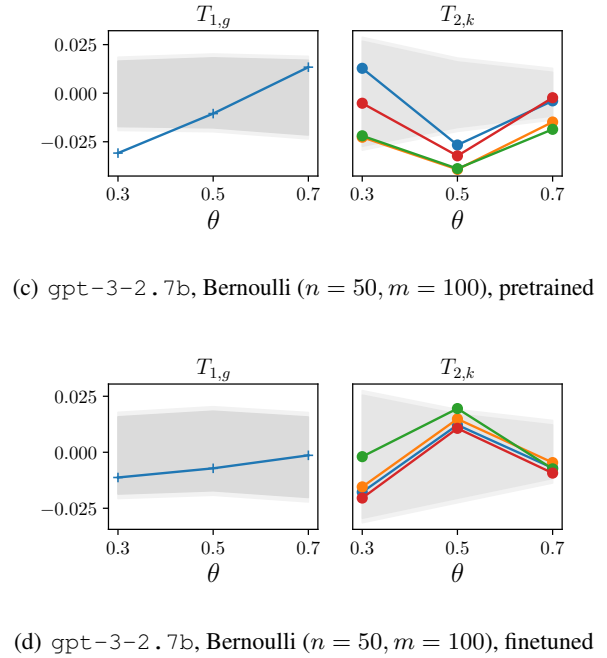 T1,g T2,k
0.025
0.000
−0.025
0.3 0.5 0.7 0.3 0.5 0.7
θ θ
(c) gpt-3-2.7b, Bernoulli (n = 50, m = 100), pretrained
T1,g T2,k
0.025
0.000
−0.025
0.3 0.5 0.7 0.3 0.5 0.7
θ θ
(d) gpt-3-2.7b, Bernoulli (n = 50, m = 100), finetuned